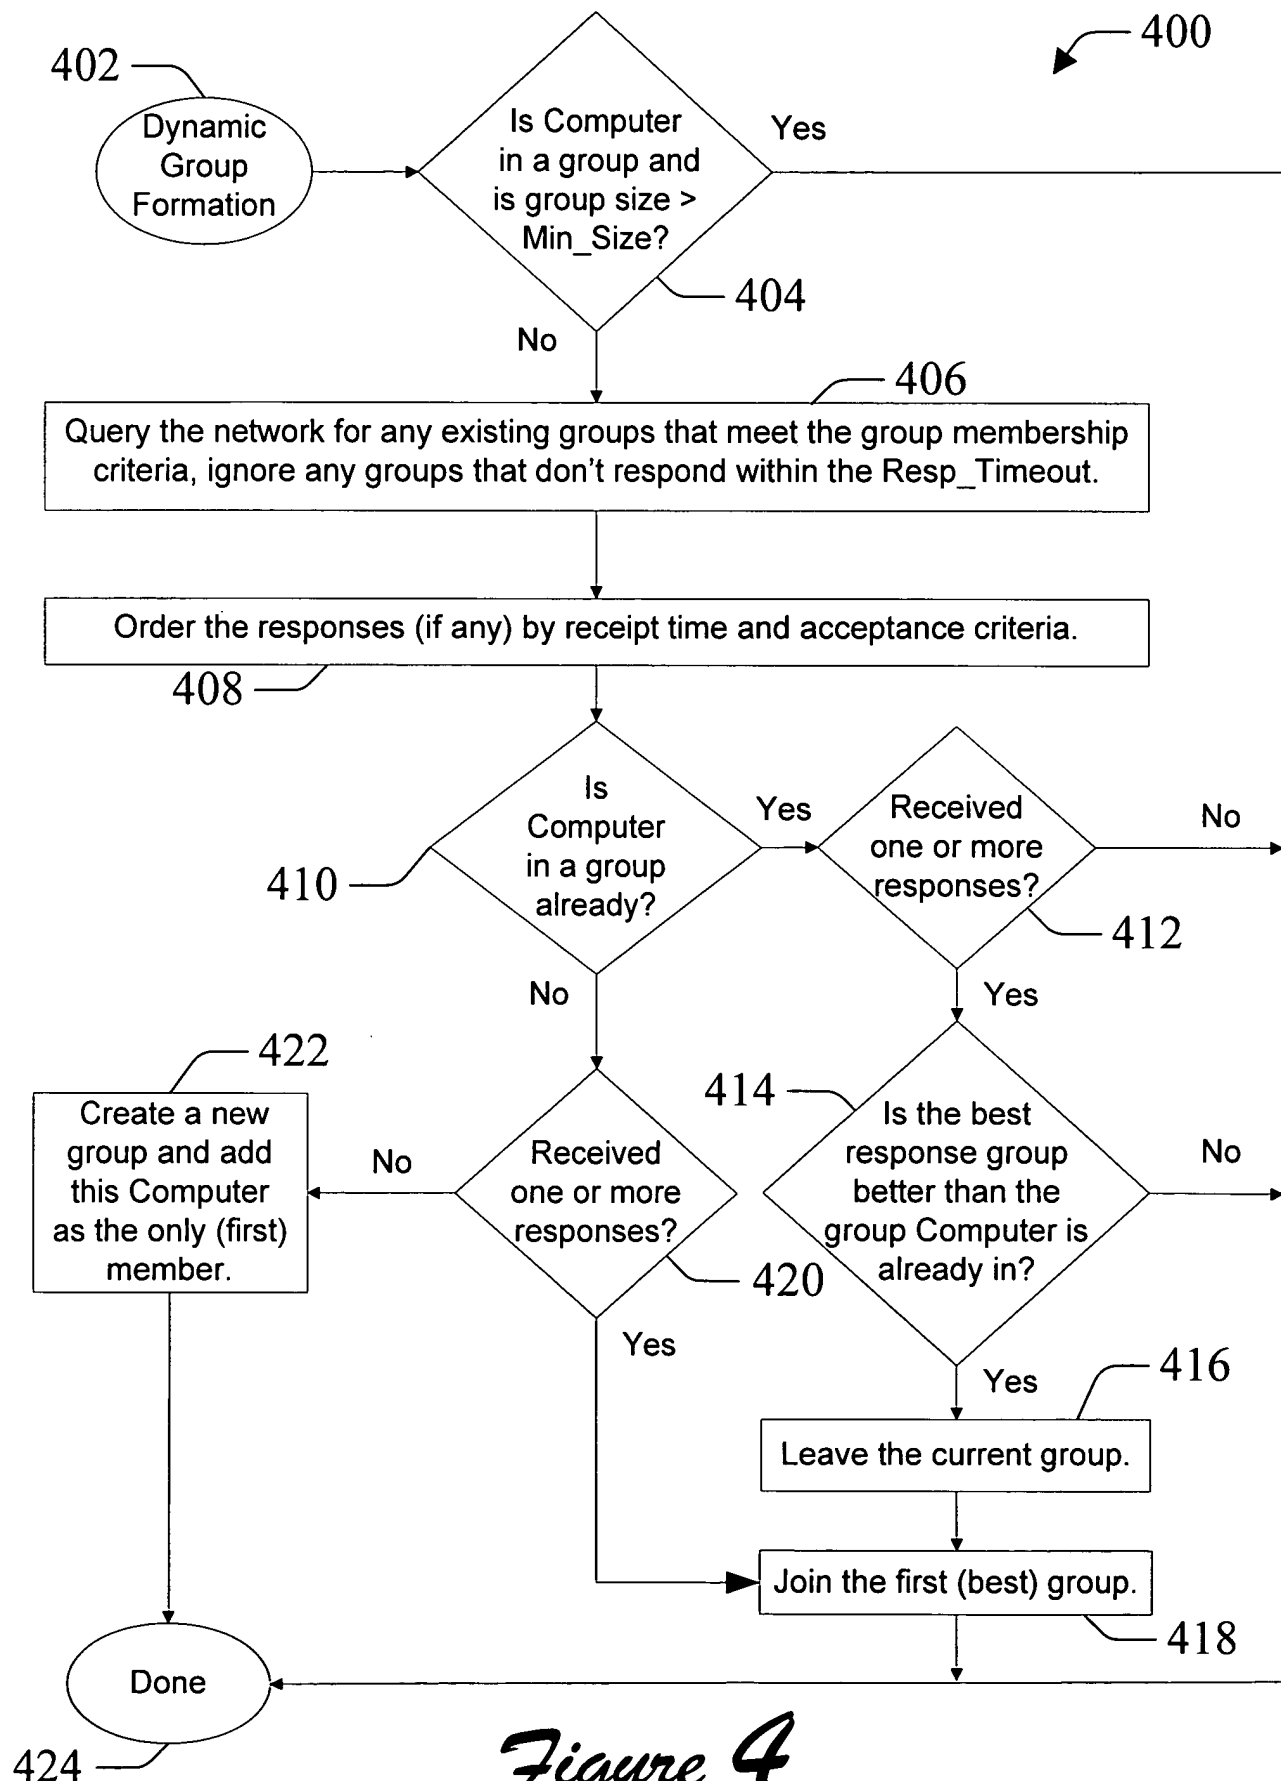 400
402
Dynamic
Group
Formation
Is Computer
in a group and
is group size >
Min_Size?
Yes
404
No
406
Query the network for any existing groups that meet the group membership
criteria, ignore any groups that don't respond within the Resp_Timeout.
Order the responses (if any) by receipt time and acceptance criteria.
408
Is
Computer
in a group
already?
410
Yes
Received
one or more
responses?
No
412
No
Yes
422
Create a new
group and add
this Computer
as the only (first)
member.
No
Received
one or more
responses?
420
Yes
414
Is the best
response group
better than the
group Computer is
already in?
No
Yes
416
Leave the current group.
Join the first (best) group.
418
Done
424
Figure 4